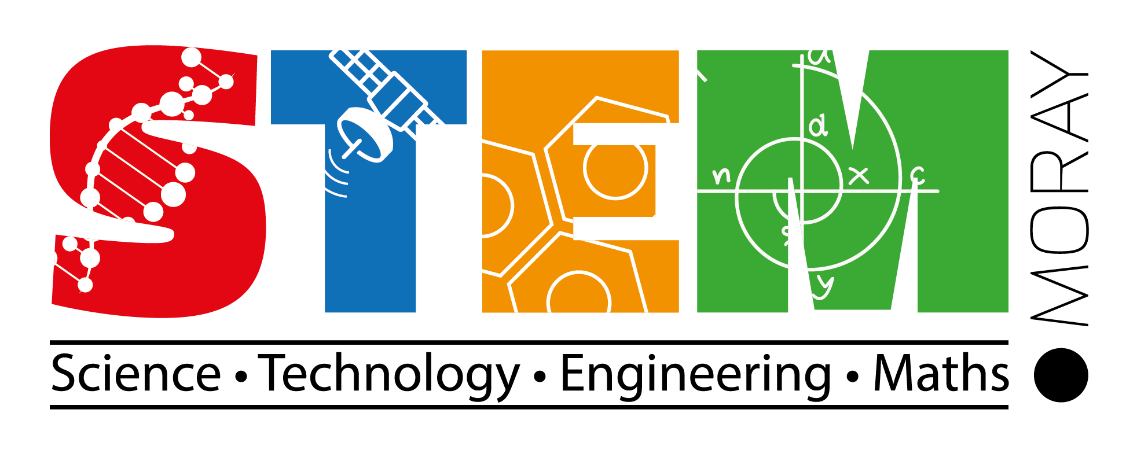 STEM
a
d
n x c
s
y
Science • Technology • Engineering • Maths
MORAY